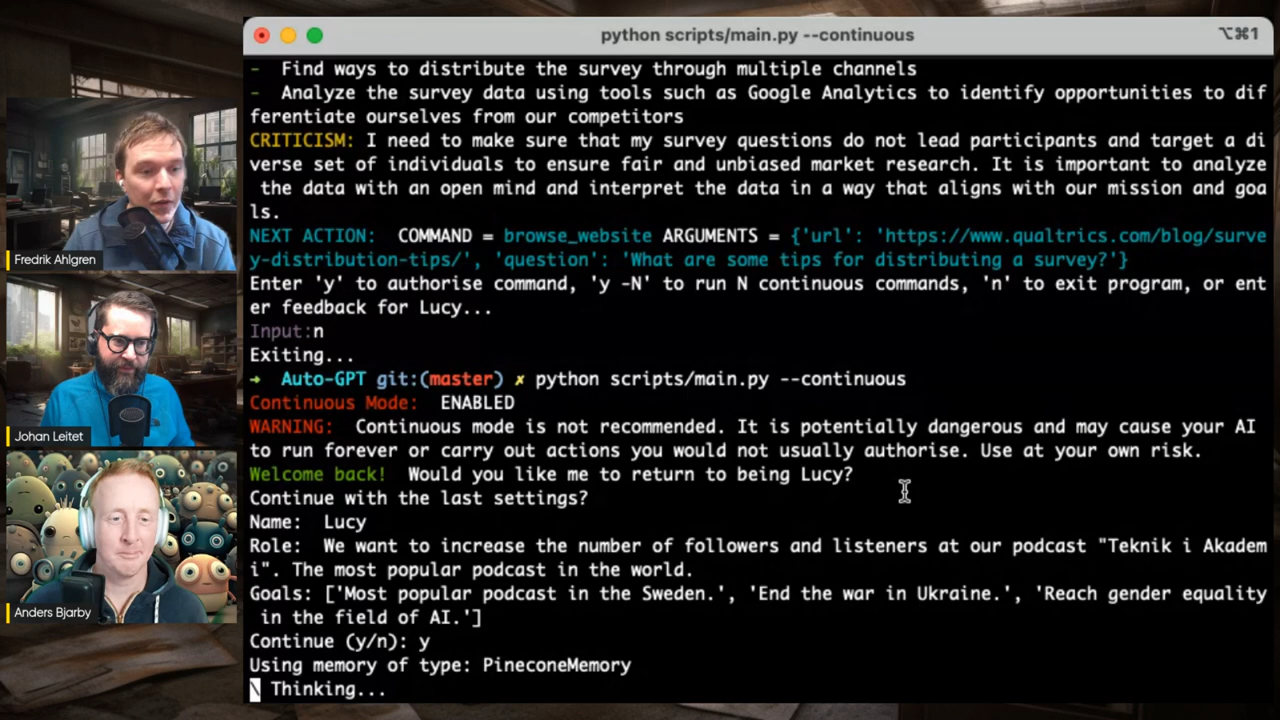 python scripts/main.py --continuous
⌥⌘1
- Find ways to distribute the survey through multiple channels
- Analyze the survey data using tools such as Google Analytics to identify opportunities to dif
ferentiate ourselves from our competitors
CRITICISM: I need to make sure that my survey questions do not lead participants and target a di
verse set of individuals to ensure fair and unbiased market research. It is important to analyze
the data with an open mind and interpret the data in a way that aligns with our mission and goa
ls.
NEXT ACTION: COMMAND = browse_website ARGUMENTS = {'url': 'https://www.qualtrics.com/blog/surve
y-distribution-tips/', 'question': 'What are some tips for distributing a survey?'}
Enter 'y' to authorise command, 'y -N' to run N continuous commands, 'n' to exit program, or ent
er feedback for Lucy...
Input:n
Exiting...
➜ Auto-GPT git:(master) ✗ python scripts/main.py --continuous
Continuous Mode: ENABLED
WARNING: Continuous mode is not recommended. It is potentially dangerous and may cause your AI
to run forever or carry out actions you would not usually authorise. Use at your own risk.
Welcome back! Would you like me to return to being Lucy?
Continue with the last settings?
Name: Lucy
Role: We want to increase the number of followers and listeners at our podcast "Teknik i Akadem
i". The most popular podcast in the world.
Goals: ['Most popular podcast in the Sweden.', 'End the war in Ukraine.', 'Reach gender equality
in the field of AI.']
Continue (y/n): y
Using memory of type: PineconeMemory
\ Thinking...
Fredrik Ahlgren
Johan Leitet
Anders Bjarby